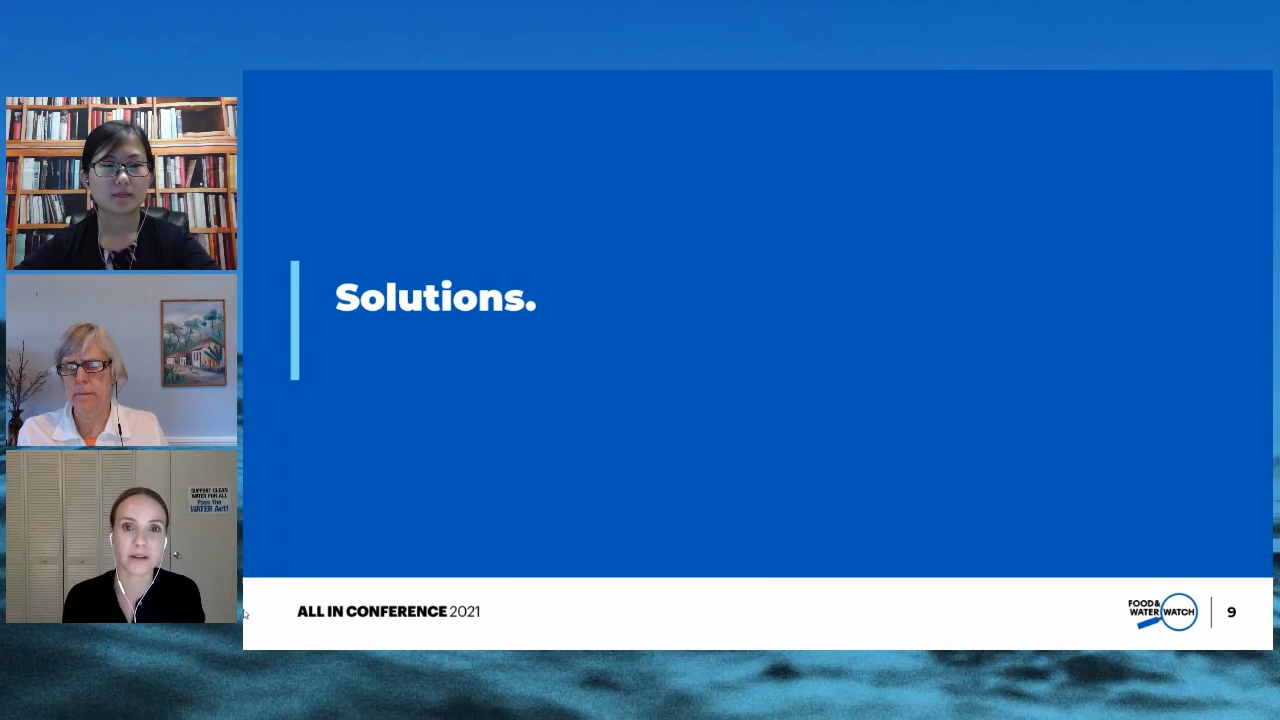 SUPPORT CLEAN
WATER FOR ALL
Pass the
WATER Act!
Solutions.
ALL IN CONFERENCE 2021
FOOD &
WATER WATCH
9